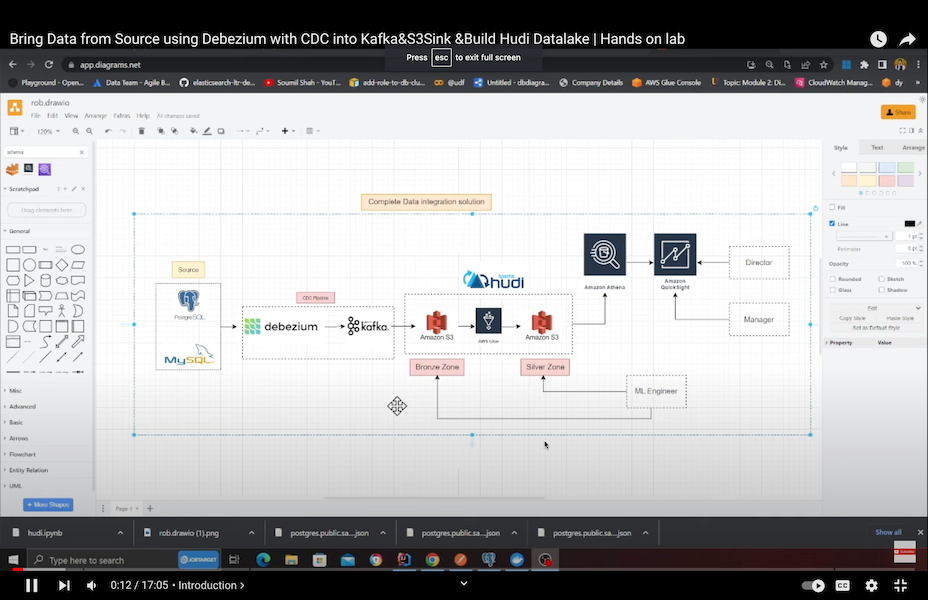 Bring Data from Source using Debezium with CDC into Kafka&S3Sink &Build Hudi Datalake | Hands on lab
Press esc to exit full screen
app.diagrams.net
Playground - Open...
Data Team - Agile B...
elasticsearch-ltr-de...
Soumil Shah - YouT...
add-role-to-db-clu...
@udf
Untitled - dbdiagra...
Company Details
AWS Glue Console
Topic: Module 2: Di...
CloudWatch Manag...
dy
rob.drawio
File Edit View Arrange Extras Help All changes saved
Share
120%
athena
Scratchpad
Drag elements here
General
Misc
Advanced
Basic
Arrows
Flowchart
Entity Relation
UML
+ More Shapes
Complete Data integration solution
Source
PostgreSQL
MySQL
CDC Pipeline
debezium
kafka
APACHE
hudi
Amazon S3
AWS Glue
Amazon S3
Bronze Zone
Silver Zone
ML Engineer
Amazon Athena
Amazon
QuickSight
Director
Manager
Style Text Arrange
Fill
Line
1 pt
Perimeter
0 pt
Opacity
100 %
Rounded
Sketch
Glass
Shadow
Edit
Copy Style
Paste Style
Set as Default Style
Property
Value
Page-1
hudi.ipynb
rob.drawio (1).png
postgres.public.sa....json
postgres.public.sa....json
postgres.public.sa....json
Show all
Type here to search
JOBTARGET
0:12 / 17:05 • Introduction
CC